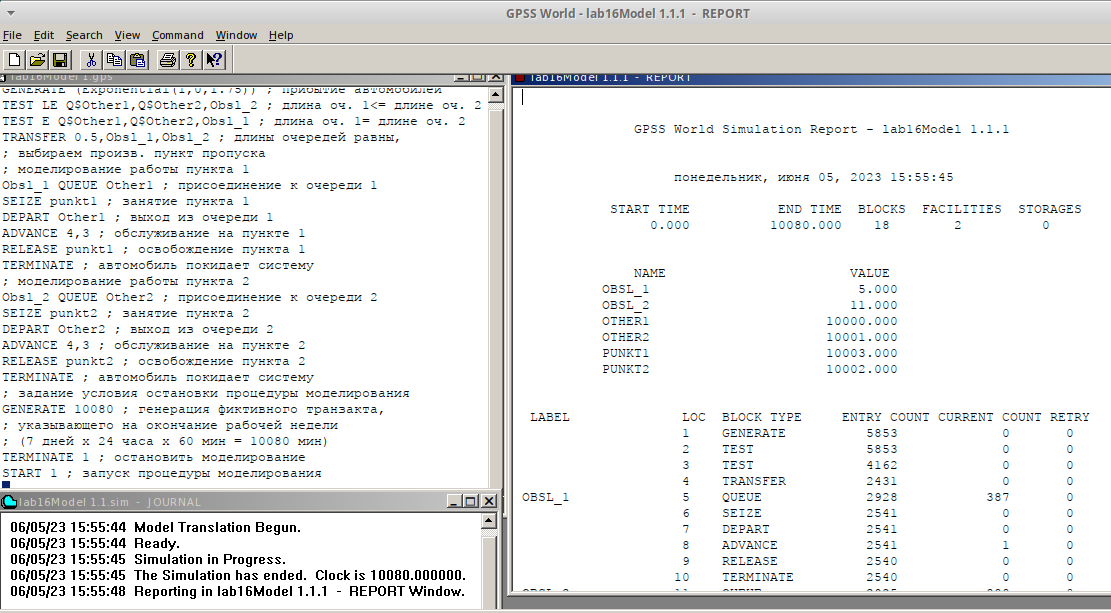 GPSS World - lab16Model 1.1.1 - REPORT
File Edit Search View Command Window Help
lab16Model 1.gps
GENERATE (Exponential(1,0,1.75)) ; прибытие автомобилей
TEST LE Q$Other1,Q$Other2,Obsl_2 ; длина оч. 1<= длине оч. 2
TEST E Q$Other1,Q$Other2,Obsl_1 ; длина оч. 1= длине оч. 2
TRANSFER 0.5,Obsl_1,Obsl_2 ; длины очередей равны,
; выбираем произв. пункт пропуска
; моделирование работы пункта 1
Obsl_1 QUEUE Other1 ; присоединение к очереди 1
SEIZE punkt1 ; занятие пункта 1
DEPART Other1 ; выход из очереди 1
ADVANCE 4,3 ; обслуживание на пункте 1
RELEASE punkt1 ; освобождение пункта 1
TERMINATE ; автомобиль покидает систему
; моделирование работы пункта 2
Obsl_2 QUEUE Other2 ; присоединение к очереди 2
SEIZE punkt2 ; занятие пункта 2
DEPART Other2 ; выход из очереди 2
ADVANCE 4,3 ; обслуживание на пункте 2
RELEASE punkt2 ; освобождение пункта 2
TERMINATE ; автомобиль покидает систему
; задание условия остановки процедуры моделирования
GENERATE 10080 ; генерация фиктивного транзакта,
; указывающего на окончание рабочей недели
; (7 дней x 24 часа x 60 мин = 10080 мин)
TERMINATE 1 ; остановить моделирование
START 1 ; запуск процедуры моделирования
lab16Model 1.1.sim - JOURNAL
06/05/23 15:55:44 Model Translation Begun.
06/05/23 15:55:44 Ready.
06/05/23 15:55:45 Simulation in Progress.
06/05/23 15:55:45 The Simulation has ended. Clock is 10080.000000.
06/05/23 15:55:48 Reporting in lab16Model 1.1.1 - REPORT Window.
lab16Model 1.1.1 - REPORT
GPSS World Simulation Report - lab16Model 1.1.1
понедельник, июня 05, 2023 15:55:45
START TIME END TIME BLOCKS FACILITIES STORAGES
0.000 10080.000 18 2 0
NAME VALUE
OBSL_1 5.000
OBSL_2 11.000
OTHER1 10000.000
OTHER2 10001.000
PUNKT1 10003.000
PUNKT2 10002.000
LABEL LOC BLOCK TYPE ENTRY COUNT CURRENT COUNT RETRY
1 GENERATE 5853 0 0
2 TEST 5853 0 0
3 TEST 4162 0 0
4 TRANSFER 2431 0 0
OBSL_1 5 QUEUE 2928 387 0
6 SEIZE 2541 0 0
7 DEPART 2541 0 0
8 ADVANCE 2541 1 0
9 RELEASE 2540 0 0
10 TERMINATE 2540 0 0